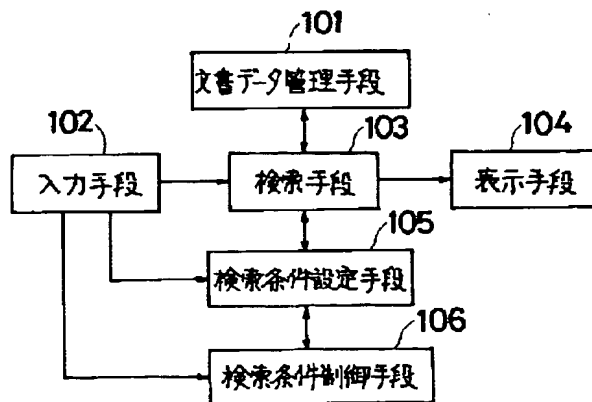 101
文書データ管理手段
102
103
104
入力手段
検索手段
表示手段
105
検索条件設定手段
106
検索条件制御手段